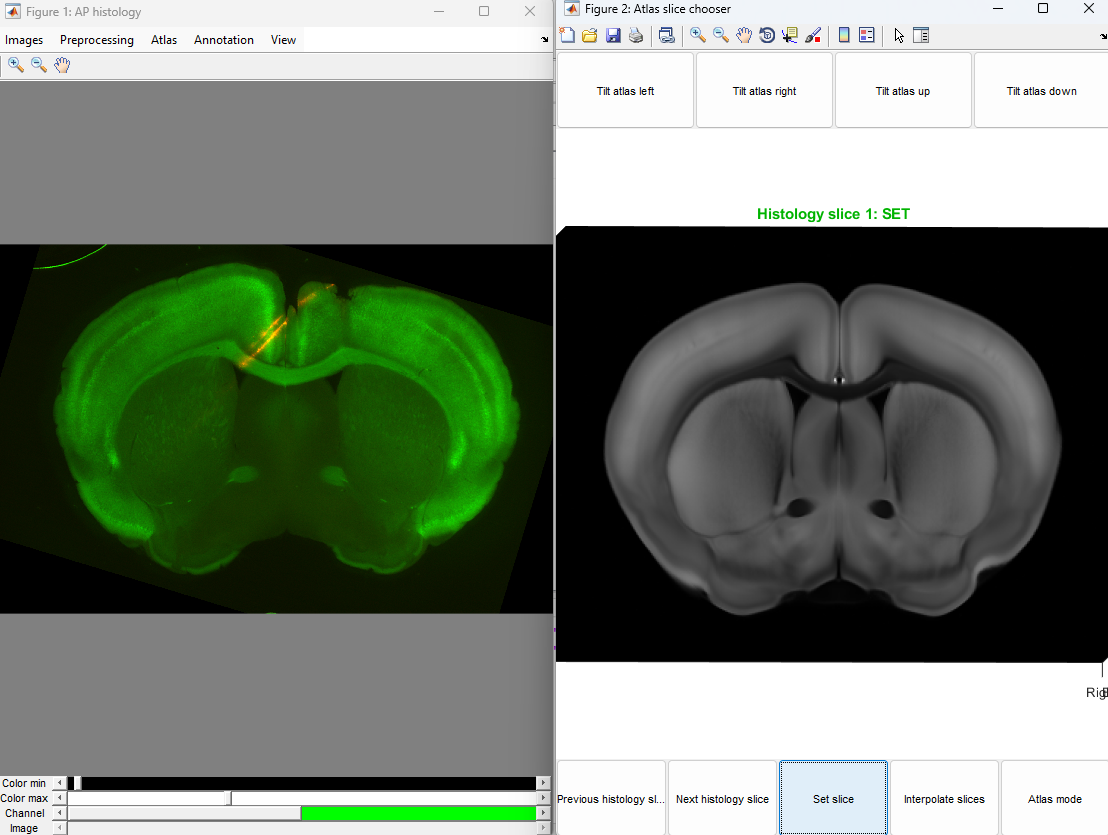 Figure 1: AP histology
Images Preprocessing Atlas Annotation View
Color min
Color max
Channel
Image
Figure 2: Atlas slice chooser
Tilt atlas left Tilt atlas right Tilt atlas up Tilt atlas down
Histology slice 1: SET
Previous histology sl... Next histology slice Set slice Interpolate slices Atlas mode